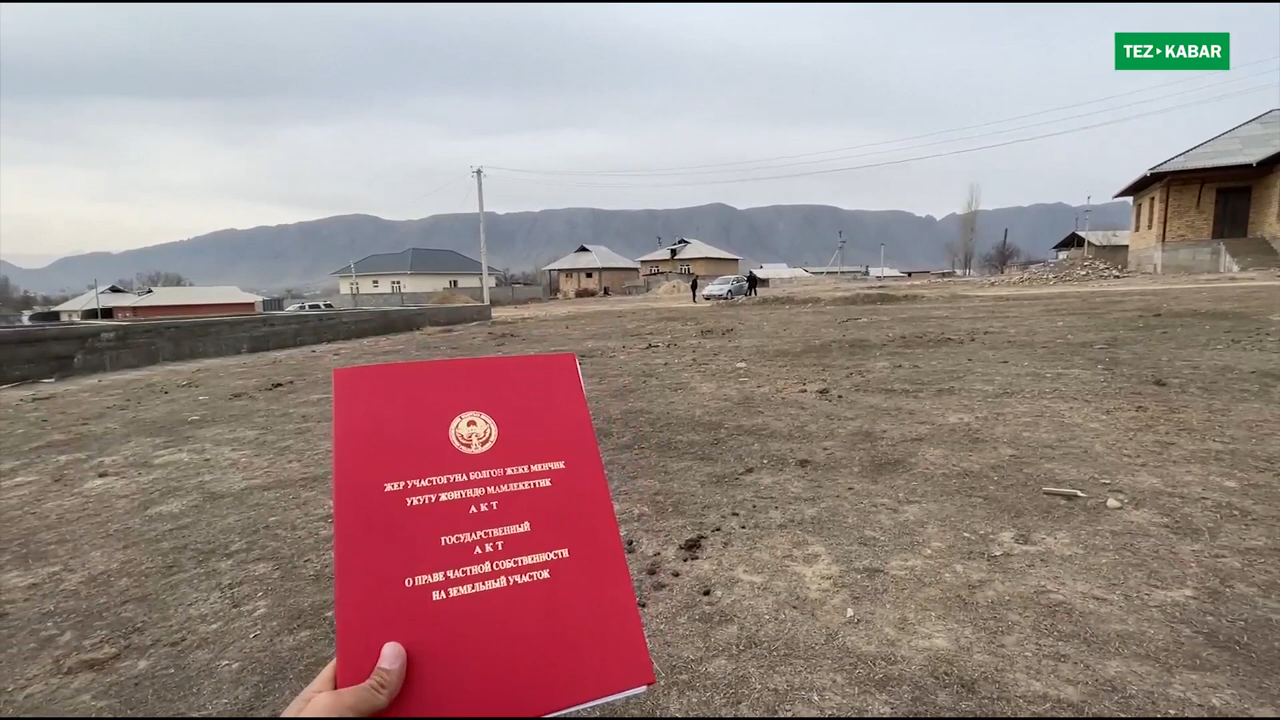 TEZ KABAR
ЖЕР УЧАСТОГУНА БОЛГОН ЖЕКЕ МЕНЧИК
УКУГУ ЖӨНҮНДӨ МАМЛЕКЕТТИК
АКТ
ГОСУДАРСТВЕННЫЙ
АКТ
О ПРАВЕ ЧАСТНОЙ СОБСТВЕННОСТИ
НА ЗЕМЕЛЬНЫЙ УЧАСТОК